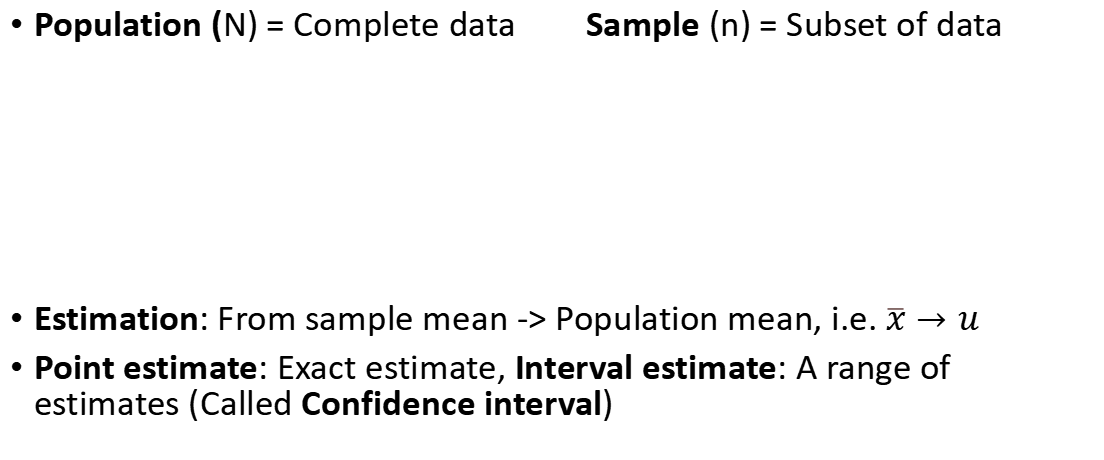 • Population (N) = Complete data Sample (n) = Subset of data
• Estimation: From sample mean -> Population mean, i.e. x̅ → u
• Point estimate: Exact estimate, Interval estimate: A range of
estimates (Called Confidence interval)